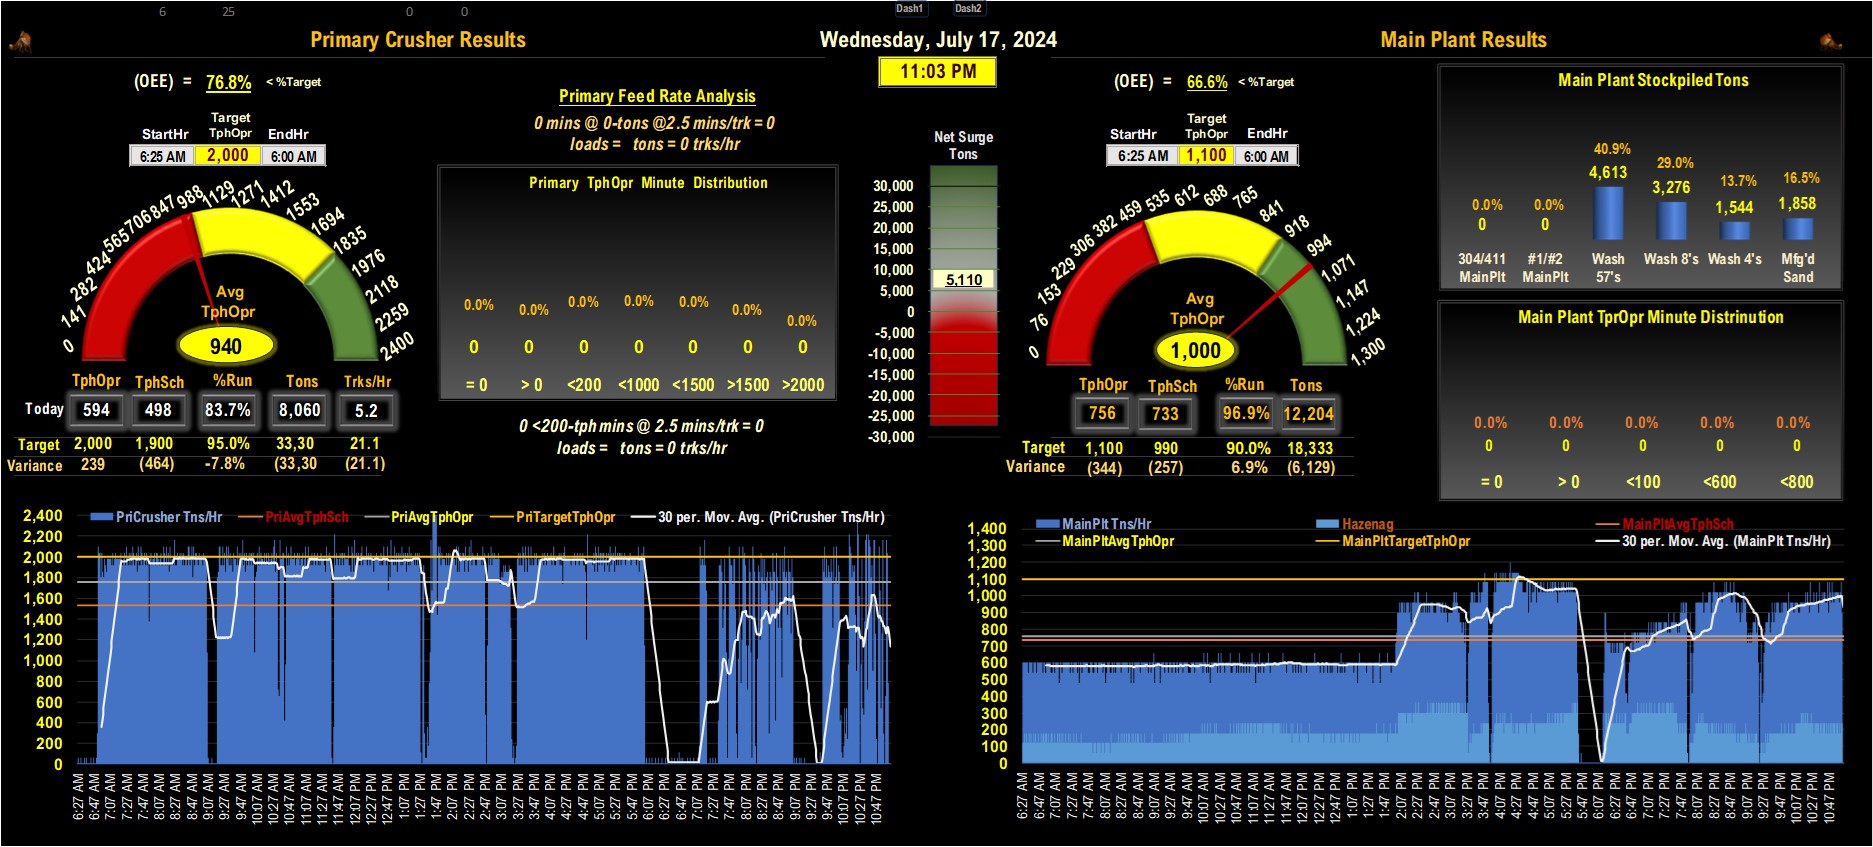 6 25 0 0 Dash1 Dash2
Primary Crusher Results
Wednesday, July 17, 2024
Main Plant Results
11:03 PM
(OEE) = 76.8% < %Target
Target
StartHr TphOpr EndHr
6:25 AM 2,000 6:00 AM
0 141 282 424 565 706 847 988 1129 1271 1412 1553 1694 1835 1976 2118 2259 2400
Avg
TphOpr
940
TphOpr TphSch %Run Tons Trks/Hr
Today 594 498 83.7% 8,060 5.2
Target 2,000 1,900 95.0% 33,30 21.1
Variance 239 (464) -7.8% (33,30 (21.1)
Primary Feed Rate Analysis
0 mins @ 0-tons @2.5 mins/trk = 0
loads = tons = 0 trks/hr
Primary TphOpr Minute Distribution
0.0% 0.0% 0.0% 0.0% 0.0% 0.0% 0.0%
0 0 0 0 0 0 0
= 0 > 0 <200 <1000 <1500 >1500 >2000
0 <200-tph mins @ 2.5 mins/trk = 0
loads = tons = 0 trks/hr
Net Surge
Tons
30,000
25,000
20,000
15,000
10,000
5,110
5,000
0
-5,000
-10,000
-15,000
-20,000
-25,000
-30,000
(OEE) = 66.6% < %Target
Target
StartHr TphOpr EndHr
6:25 AM 1,100 6:00 AM
0 76 153 229 306 382 459 535 612 688 765 841 918 994 1,071 1,147 1,224 1,300
Avg
TphOpr
1,000
TphOpr TphSch %Run Tons
756 733 96.9% 12,204
Target 1,100 990 90.0% 18,333
Variance (344) (257) 6.9% (6,129)
Main Plant Stockpiled Tons
0.0% 0.0% 40.9% 29.0% 13.7% 16.5%
0 0 4,613 3,276 1,544 1,858
304/411 #1/#2 Wash Wash 8's Wash 4's Mfg'd
MainPlt MainPlt 57's Sand
Main Plant TprOpr Minute Distrinution
0.0% 0.0% 0.0% 0.0% 0.0% 0.0%
0 0 0 0 0 0
= 0 > 0 <100 <600 <800
PriCrusher Tns/Hr PriAvgTphSch PriAvgTphOpr PriTargetTphOpr 30 per. Mov. Avg. (PriCrusher Tns/Hr)
2,400
2,200
2,000
1,800
1,600
1,400
1,200
1,000
800
600
400
200
0
6:27 AM 6:47 AM 7:07 AM 7:27 AM 7:47 AM 8:07 AM 8:27 AM 8:47 AM 9:07 AM 9:27 AM 9:47 AM 10:07 AM 10:27 AM 10:47 AM 11:07 AM 11:27 AM 11:47 AM 12:07 PM 12:27 PM 12:47 PM 1:07 PM 1:27 PM 1:47 PM 2:07 PM 2:27 PM 2:47 PM 3:07 PM 3:27 PM 3:47 PM 4:07 PM 4:27 PM 4:47 PM 5:07 PM 5:27 PM 5:47 PM 6:07 PM 6:27 PM 6:47 PM 7:07 PM 7:27 PM 7:47 PM 8:07 PM 8:27 PM 8:47 PM 9:07 PM 9:27 PM 9:47 PM 10:07 PM 10:27 PM 10:47 PM
MainPlt Tns/Hr Hazenag MainPltAvgTphSch
MainPltAvgTphOpr MainPltTargetTphOpr 30 per. Mov. Avg. (MainPlt Tns/Hr)
1,400
1,300
1,200
1,100
1,000
900
800
700
600
500
400
300
200
100
0
6:27 AM 6:47 AM 7:07 AM 7:27 AM 7:47 AM 8:07 AM 8:27 AM 8:47 AM 9:07 AM 9:27 AM 9:47 AM 10:07 AM 10:27 AM 10:47 AM 11:07 AM 11:27 AM 11:47 AM 12:07 PM 12:27 PM 12:47 PM 1:07 PM 1:27 PM 1:47 PM 2:07 PM 2:27 PM 2:47 PM 3:07 PM 3:27 PM 3:47 PM 4:07 PM 4:27 PM 4:47 PM 5:07 PM 5:27 PM 5:47 PM 6:07 PM 6:27 PM 6:47 PM 7:07 PM 7:27 PM 7:47 PM 8:07 PM 8:27 PM 8:47 PM 9:07 PM 9:27 PM 9:47 PM 10:07 PM 10:27 PM 10:47 PM